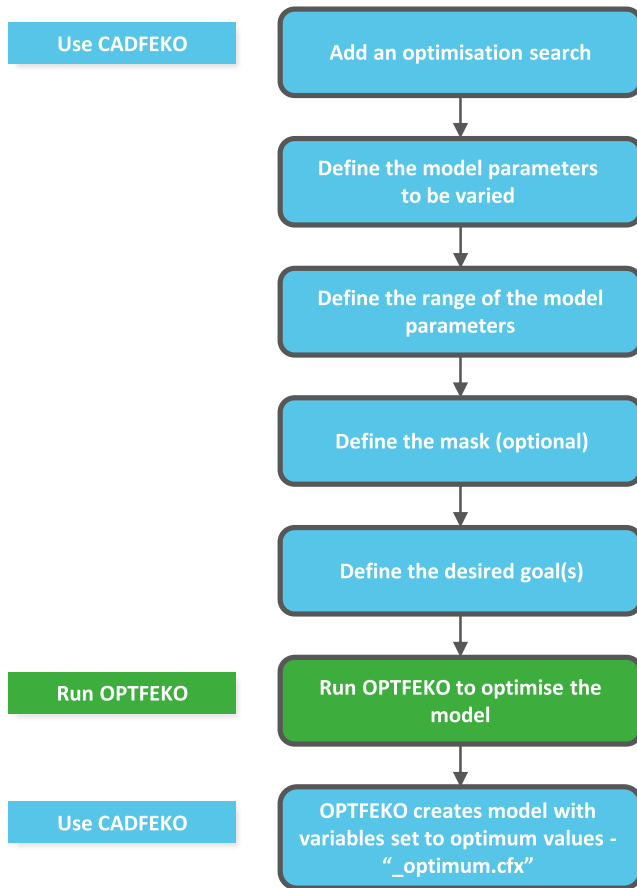 Use CADFEKO
Add an optimisation search
Define the model parameters
to be varied
Define the range of the model
parameters
Define the mask (optional)
Define the desired goal(s)
Run OPTFEKO
Run OPTFEKO to optimise the
model
Use CADFEKO
OPTFEKO creates model with
variables set to optimum values -
“_optimum.cfx”